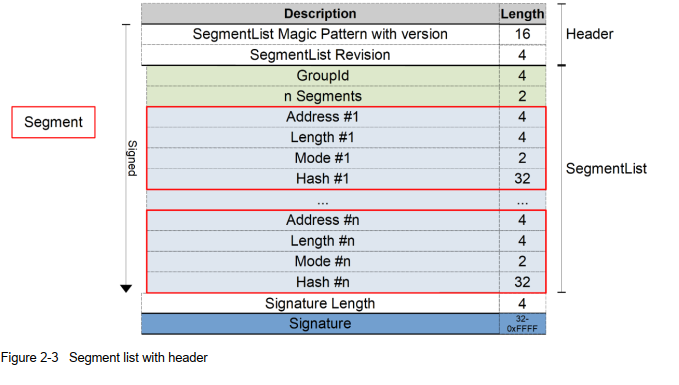 Description Length
SegmentList Magic Pattern with version 16
Header
SegmentList Revision 4
GroupId 4
n Segments 2
Segment
Address #1 4
Length #1 4
Mode #1 2
Hash #1 32
Signed
SegmentList
... ...
Address #n 4
Length #n 4
Mode #n 2
Hash #n 32
Signature Length 4
Signature 32-
0xFFFF
Figure 2-3 Segment list with header